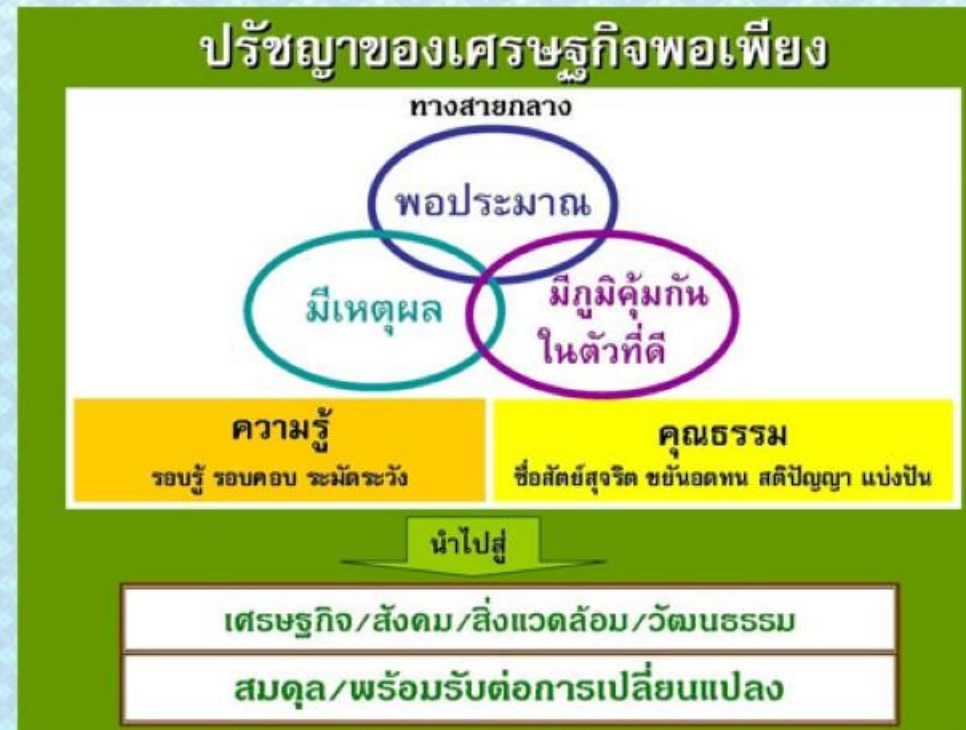 ปรัชญาของเศรษฐกิจพอเพียง
ทางสายกลาง
พอประมาณ
มีเหตุผล
มีภูมิคุ้มกัน
ในตัวที่ดี
ความรู้
รอบรู้ รอบคอบ ระมัดระวัง
คุณธรรม
ซื่อสัตย์สุจริต ขยันอดทน สติปัญญา แบ่งปัน
นำไปสู่
เศรษฐกิจ/สังคม/สิ่งแวดล้อม/วัฒนธรรม
สมดุล/พร้อมรับต่อการเปลี่ยนแปลง